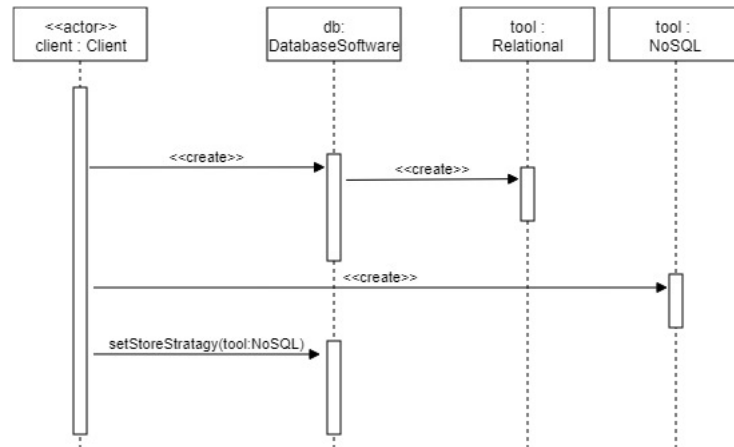 <<actor>>
client : Client
db:
DatabaseSoftware
tool :
Relational
tool :
NoSQL
<<create>>
<<create>>
<<create>>
setStoreStratagy(tool:NoSQL)